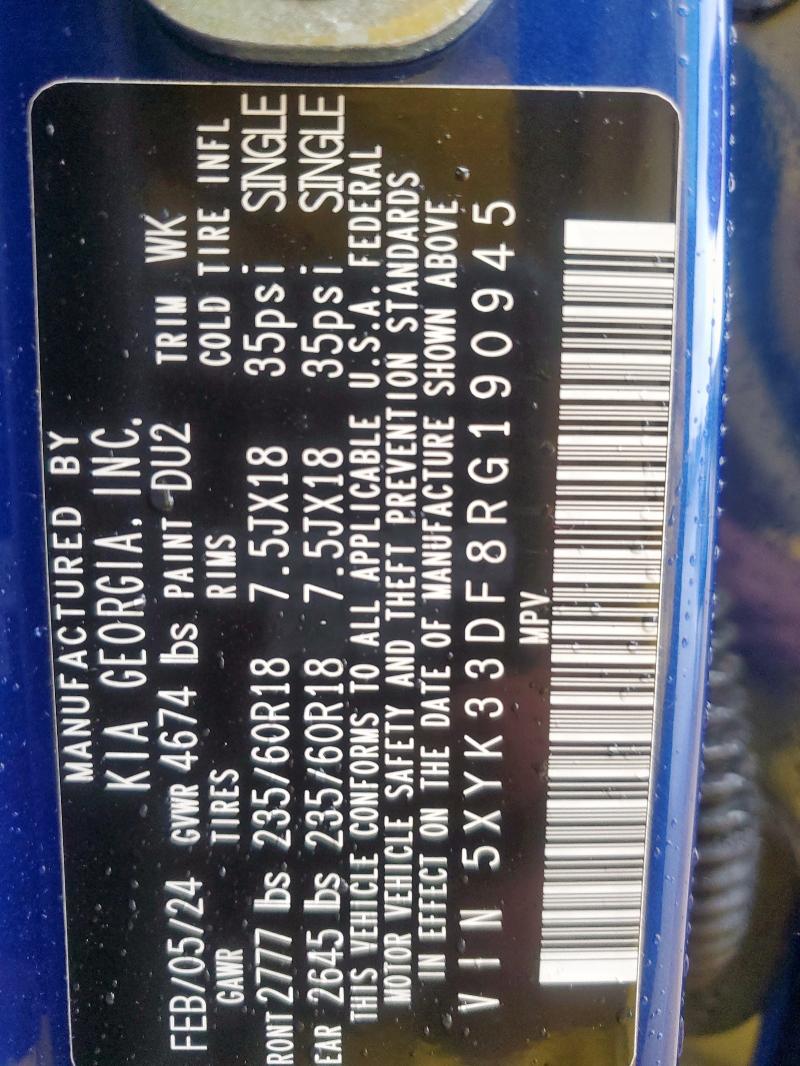 MANUFACTURED BY
KIA GEORGIA, INC.
FEB/05/24 GVWR 4674 lbs PAINT DU2 TRIM WK
GAWR TIRES RIMS COLD TIRE INFL
RONT 2777 lbs 235/60R18 7.5JX18 35psi SINGLE
EAR 2645 lbs 235/60R18 7.5JX18 35psi SINGLE
THIS VEHICLE CONFORMS TO ALL APPLICABLE U.S.A. FEDERAL
MOTOR VEHICLE SAFETY AND THEFT PREVENTION STANDARDS
IN EFFECT ON THE DATE OF MANUFACTURE SHOWN ABOVE
VIN 5XYK33DF8RG190945
MPV